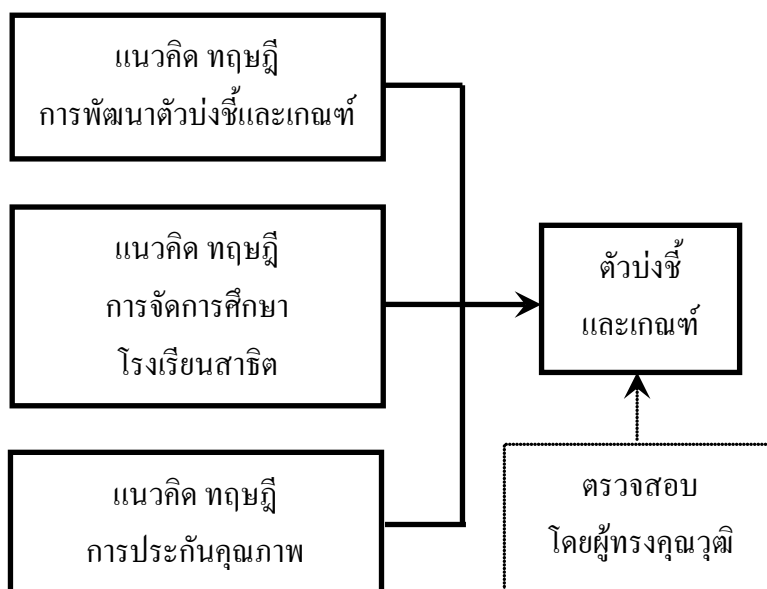 แนวคิด ทฤษฎี
การพัฒนาตัวบ่งชี้และเกณฑ์
แนวคิด ทฤษฎี
การจัดการศึกษา
โรงเรียนสาธิต
ตัวบ่งชี้
และเกณฑ์
แนวคิด ทฤษฎี
การประกันคุณภาพ
ตรวจสอบ
โดยผู้ทรงคุณวุฒิ